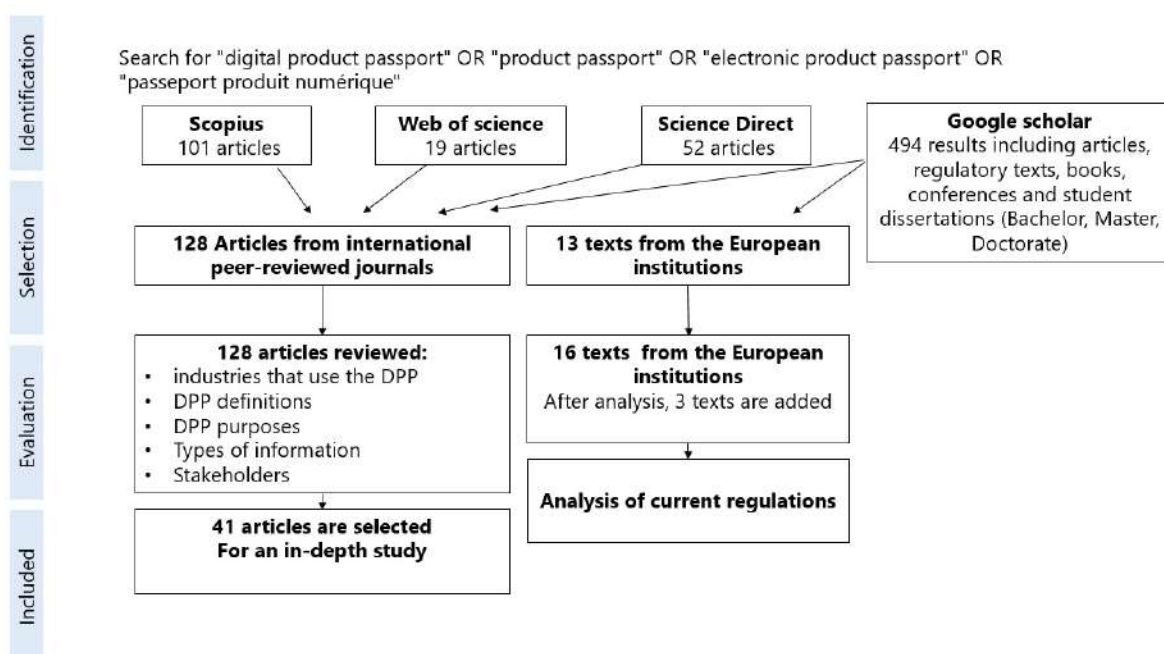 Identification
Search for "digital product passport" OR "product passport" OR "electronic product passport" OR
"passeport produit numérique"
Scopius
101 articles
Web of science
19 articles
Science Direct
52 articles
Google scholar
494 results including articles,
regulatory texts, books,
conferences and student
dissertations (Bachelor, Master,
Doctorate)
Selection
128 Articles from international
peer-reviewed journals
13 texts from the European
institutions
Evaluation
128 articles reviewed:
• industries that use the DPP
• DPP definitions
• DPP purposes
• Types of information
• Stakeholders
16 texts from the European
institutions
After analysis, 3 texts are added
Included
41 articles are selected
For an in-depth study
Analysis of current regulations